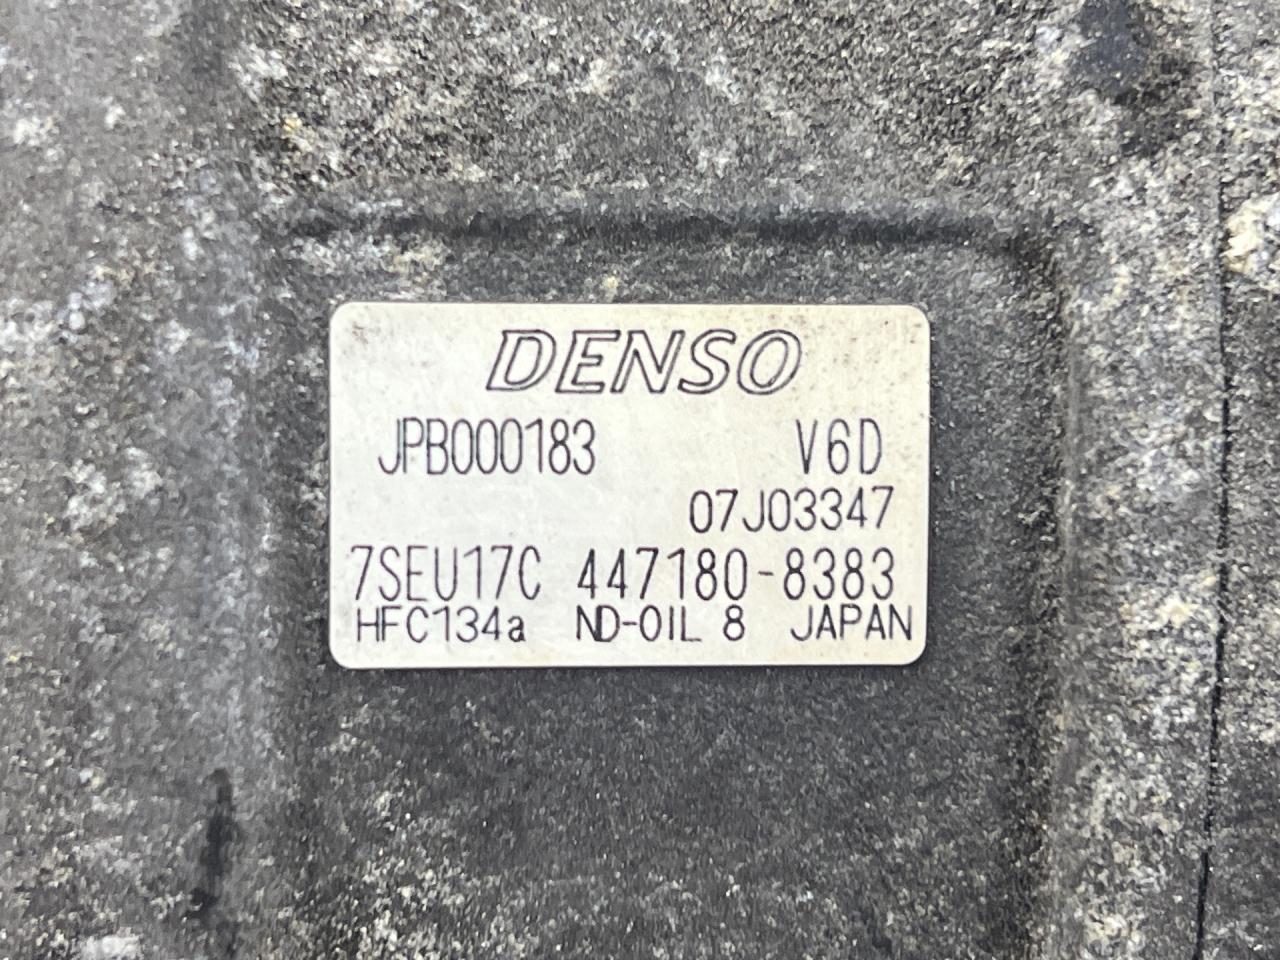 DENSO
JPB000183 V6D
07J03347
7SEU17C 447180-8383
HFC134a ND-OIL 8 JAPAN